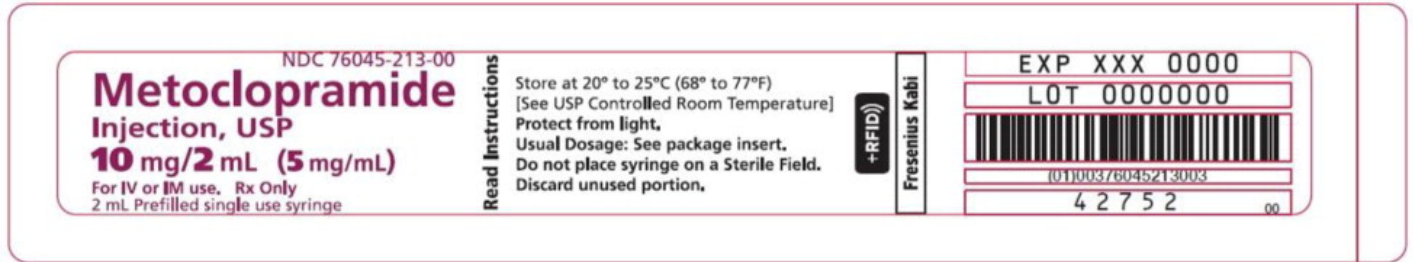 NDC 76045-213-00
Metoclopramide
Injection, USP
10 mg/2 mL (5 mg/mL)
For IV or IM use. Rx Only
2 mL Prefilled single use syringe
Read Instructions
Store at 20° to 25°C (68° to 77°F)
[See USP Controlled Room Temperature]
Protect from light.
Usual Dosage: See package insert.
Do not place syringe on a Sterile Field.
Discard unused portion.
+RFID
Fresenius Kabi
EXP XXX 0000
LOT 0000000
(01)00376045213003
42752
00